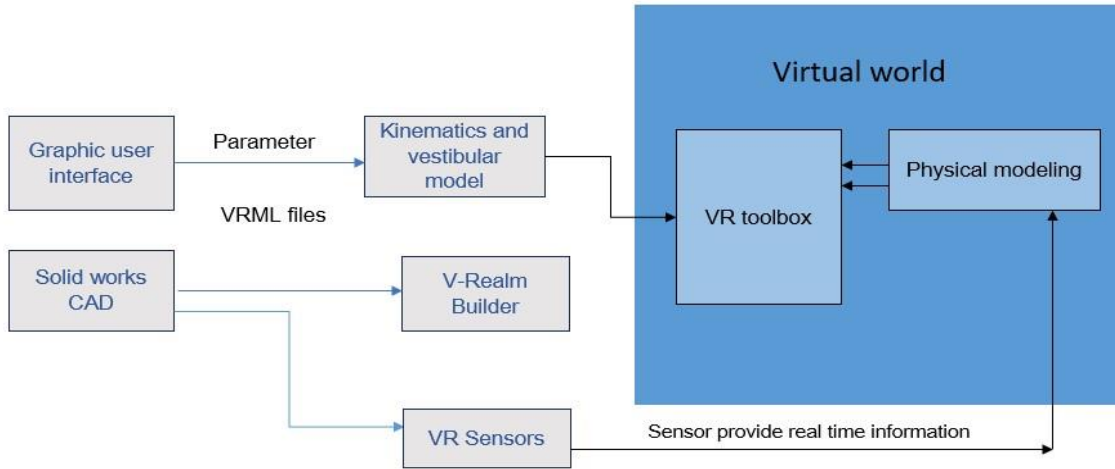 Virtual world
Graphic user
interface
Parameter
Kinematics and
vestibular
model
Physical modeling
VR toolbox
VRML files
Solid works
CAD
V-Realm
Builder
VR Sensors
Sensor provide real time information